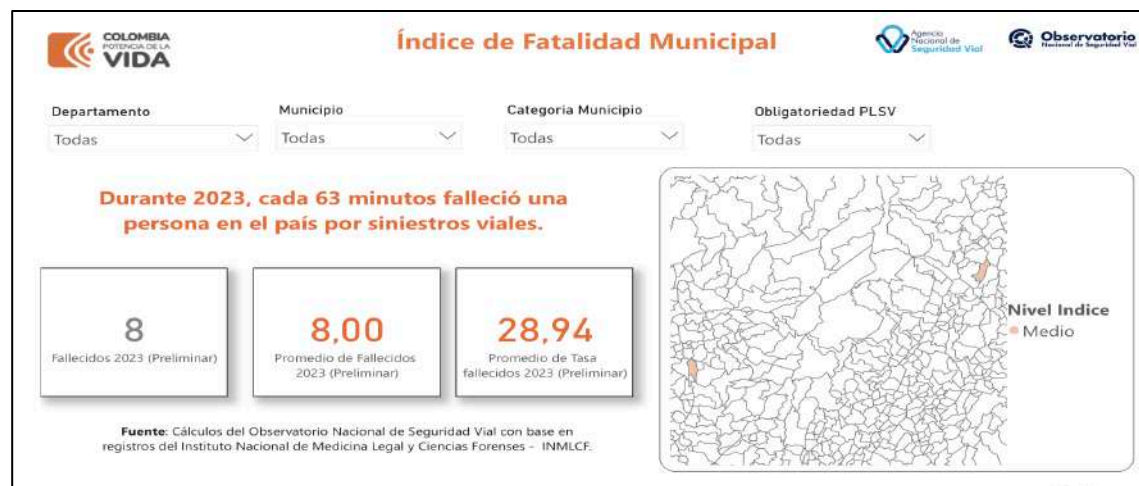 COLOMBIA
POTENCIA DE LA
VIDA
Índice de Fatalidad Municipal
Agencia
Nacional de
Seguridad Vial
Observatorio
Nacional de Seguridad Vial
Departamento
Municipio
Categoria Municipio
Obligatoriedad PLSV
Todas
Todas
Todas
Todas
Durante 2023, cada 63 minutos falleció una
persona en el país por siniestros viales.
8
Fallecidos 2023 (Preliminar)
8,00
Promedio de Fallecidos
2023 (Preliminar)
28,94
Promedio de Tasa
fallecidos 2023 (Preliminar)
Nivel Indice
Medio
Fuente: Cálculos del Observatorio Nacional de Seguridad Vial con base en
registros del Instituto Nacional de Medicina Legal y Ciencias Forenses - INMLCF.